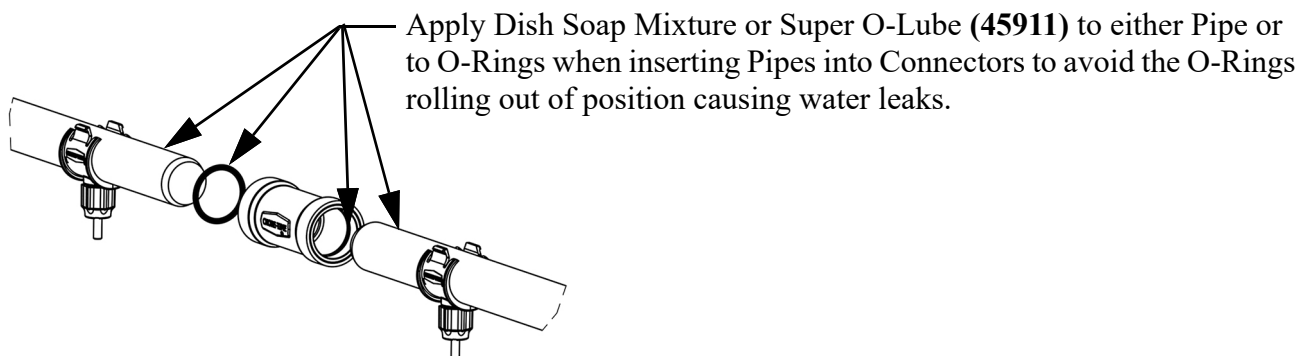 Apply Dish Soap Mixture or Super O-Lube (45911) to either Pipe or
to O-Rings when inserting Pipes into Connectors to avoid the O-Rings
rolling out of position causing water leaks.